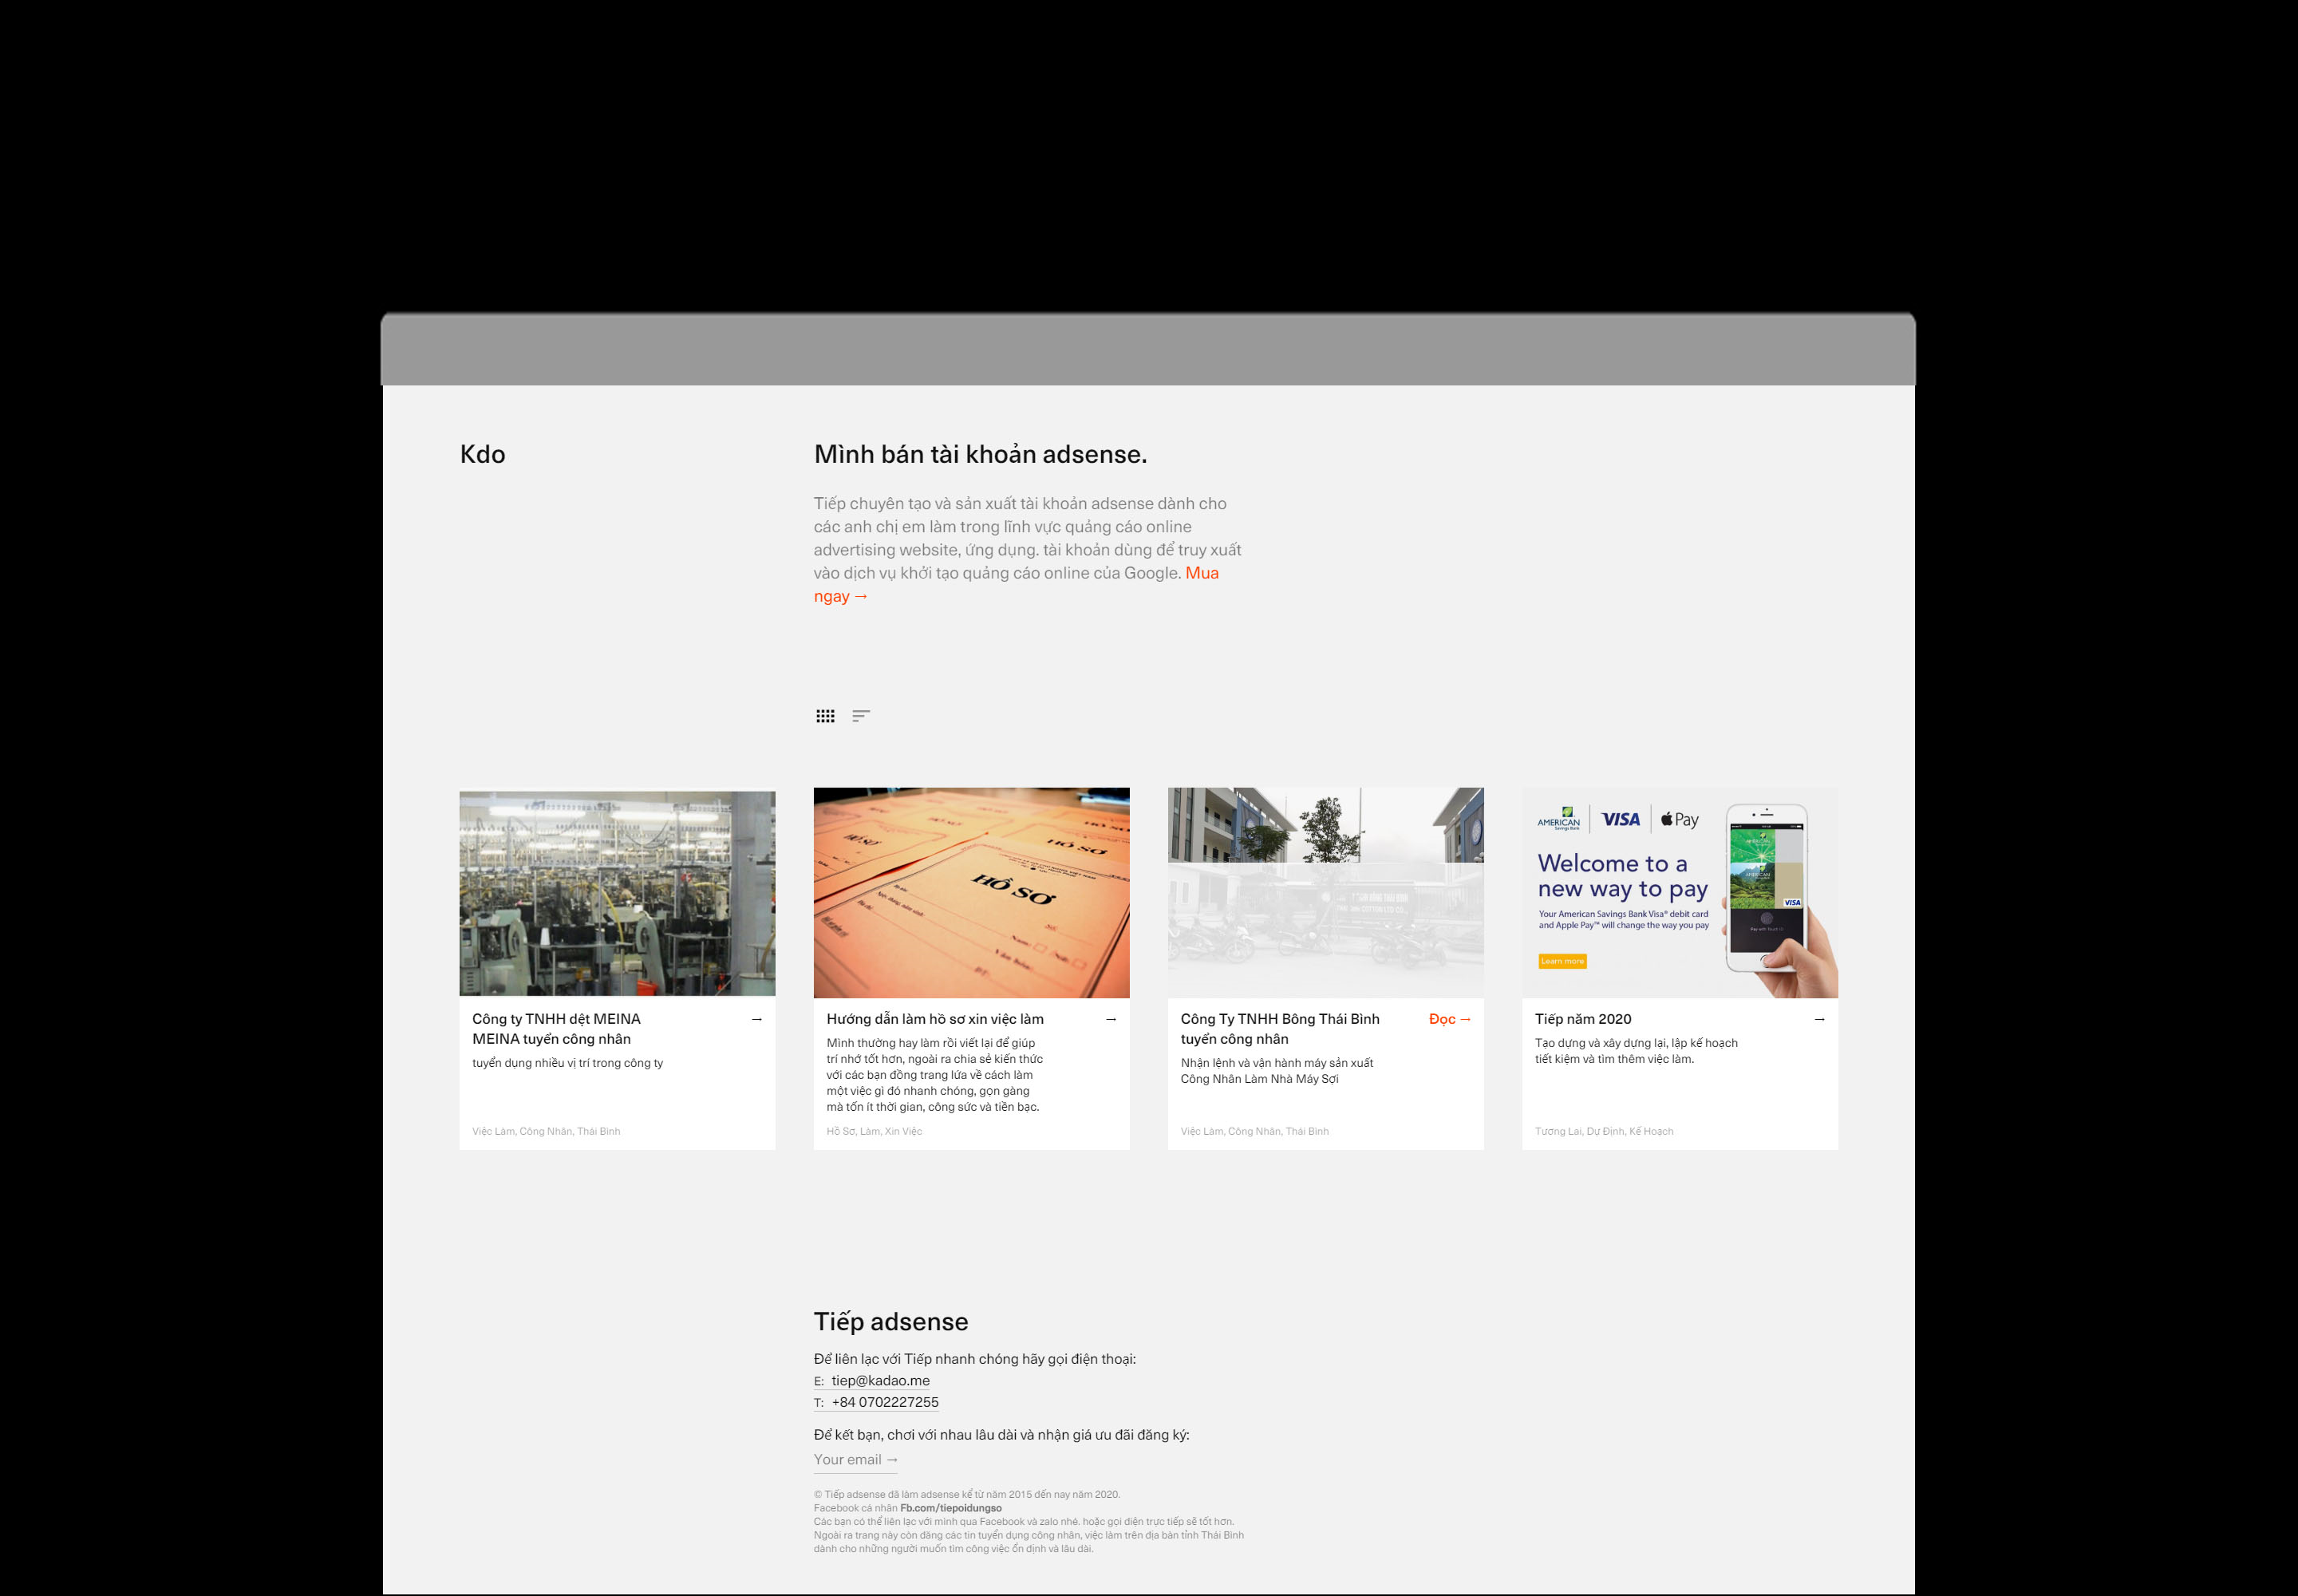 Kdo
Mình bán tài khoản adsense.
Tiếp chuyên tạo và sản xuất tài khoản adsense dành cho
các anh chị em làm trong lĩnh vực quảng cáo online
advertising website, ứng dụng. tài khoản dùng để truy xuất
vào dịch vụ khởi tạo quảng cáo online của Google. Mua
ngay →
HỒ SƠ
HỒ SƠ
HỒ SƠ
AMERICAN
Savings Bank
VISA
Pay
Welcome to a
new way to pay
Your American Savings Bank Visa® debit card
and Apple Pay™ will change the way you pay
Learn more
VISA
Công ty TNHH dệt MEINA →
MEINA tuyển công nhân
tuyển dụng nhiều vị trí trong công ty
Việc Làm, Công Nhân, Thái Bình
Hướng dẫn làm hồ sơ xin việc làm →
Mình thường hay làm rồi viết lại để giúp
trí nhớ tốt hơn, ngoài ra chia sẻ kiến thức
với các bạn đồng trang lứa về cách làm
một việc gì đó nhanh chóng, gọn gàng
mà tốn ít thời gian, công sức và tiền bạc.
Hồ Sơ, Làm, Xin Việc
Công Ty TNHH Bông Thái Bình Đọc →
tuyển công nhân
Nhận lệnh và vận hành máy sản xuất
Công Nhân Làm Nhà Máy Sợi
Việc Làm, Công Nhân, Thái Bình
Tiếp năm 2020 →
Tạo dựng và xây dựng lại, lập kế hoạch
tiết kiệm và tìm thêm việc làm.
Tương Lai, Dự Định, Kế Hoạch
Tiếp adsense
Để liên lạc với Tiếp nhanh chóng hãy gọi điện thoại:
E: tiep@kadao.me
T: +84 0702227255
Để kết bạn, chơi với nhau lâu dài và nhận giá ưu đãi đăng ký:
Your email →
© Tiếp adsense đã làm adsense kể từ năm 2015 đến nay năm 2020.
Facebook cá nhân Fb.com/tiepoidungso
Các bạn có thể liên lạc với mình qua Facebook và zalo nhé. hoặc gọi điện trực tiếp sẽ tốt hơn.
Ngoài ra trang này còn đăng các tin tuyển dụng công nhân, việc làm trên địa bàn tỉnh Thái Bình
dành cho những người muốn tìm công việc ổn định và lâu dài.